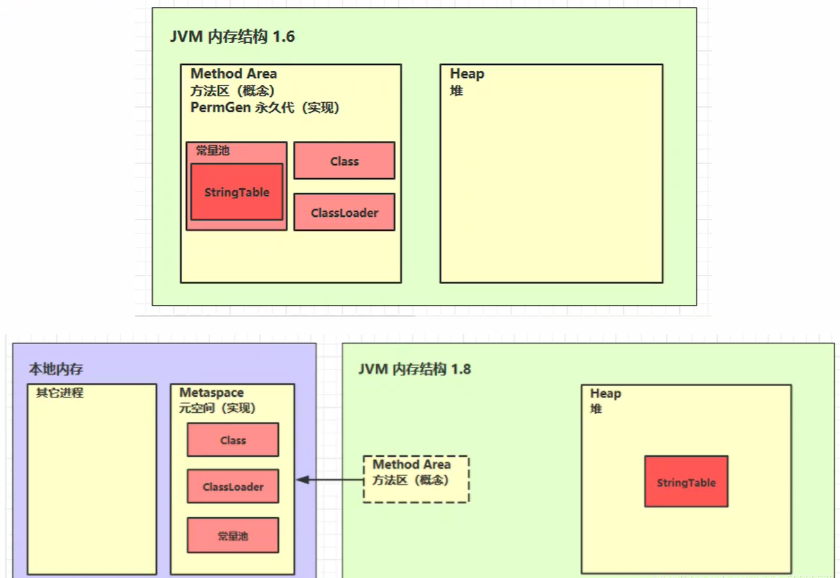 JVM 内存结构 1.6
Method Area
方法区（概念）
PermGen 永久代（实现）
常量池
StringTable
Class
ClassLoader
Heap
堆
本地内存
其它进程
Metaspace
元空间（实现）
Class
ClassLoader
常量池
JVM 内存结构 1.8
Method Area
方法区（概念）
Heap
堆
StringTable